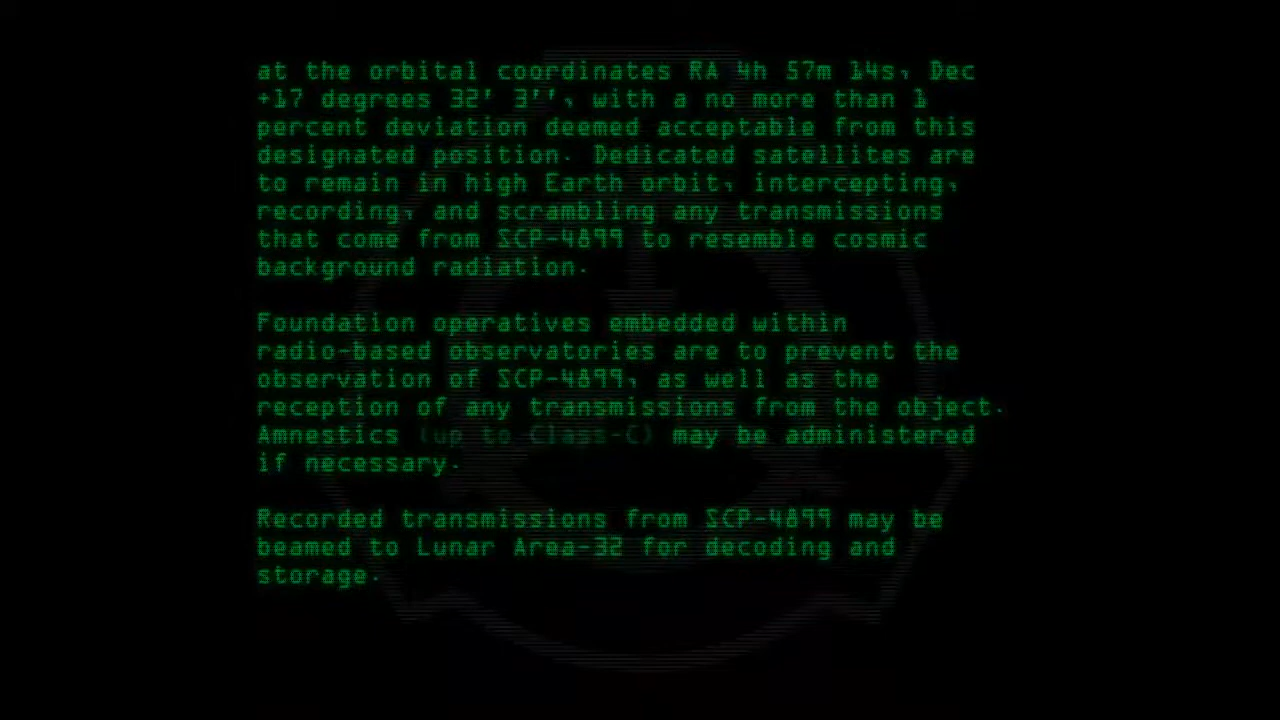 at the orbital coordinates RA 4h 57m 14s, Dec
+17 degrees 32' 3'', with a no more than 1
percent deviation deemed acceptable from this
designated position. Dedicated satellites are
to remain in high Earth orbit, intercepting,
recording, and scrambling any transmissions
that come from SCP-4899 to resemble cosmic
background radiation.
Foundation operatives embedded within
radio-based observatories are to prevent the
observation of SCP-4899, as well as the
reception of any transmissions from the object.
Amnestics (up to Class-C) may be administered
if necessary.
Recorded transmissions from SCP-4899 may be
beamed to Lunar Area-32 for decoding and
storage.